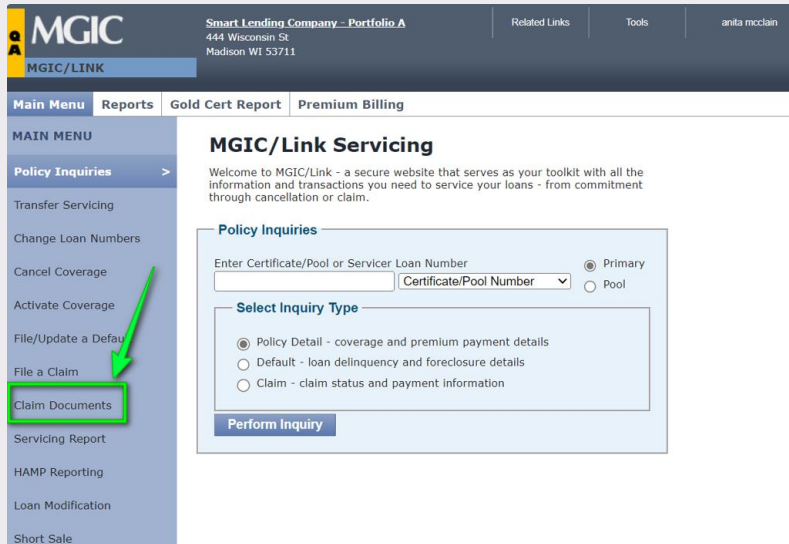 QA
MGIC
MGIC/LINK
Smart Lending Company - Portfolio A
444 Wisconsin St
Madison WI 53711
Related Links
Tools
anita mcclain
Main Menu
Reports
Gold Cert Report
Premium Billing
MAIN MENU
Policy Inquiries >
Transfer Servicing
Change Loan Numbers
Cancel Coverage
Activate Coverage
File/Update a Defau
File a Claim
Claim Documents
Servicing Report
HAMP Reporting
Loan Modification
Short Sale
MGIC/Link Servicing
Welcome to MGIC/Link - a secure website that serves as your toolkit with all the
information and transactions you need to service your loans - from commitment
through cancellation or claim.
Policy Inquiries
Enter Certificate/Pool or Servicer Loan Number
Certificate/Pool Number
Primary
Pool
Select Inquiry Type
Policy Detail - coverage and premium payment details
Default - loan delinquency and foreclosure details
Claim - claim status and payment information
Perform Inquiry